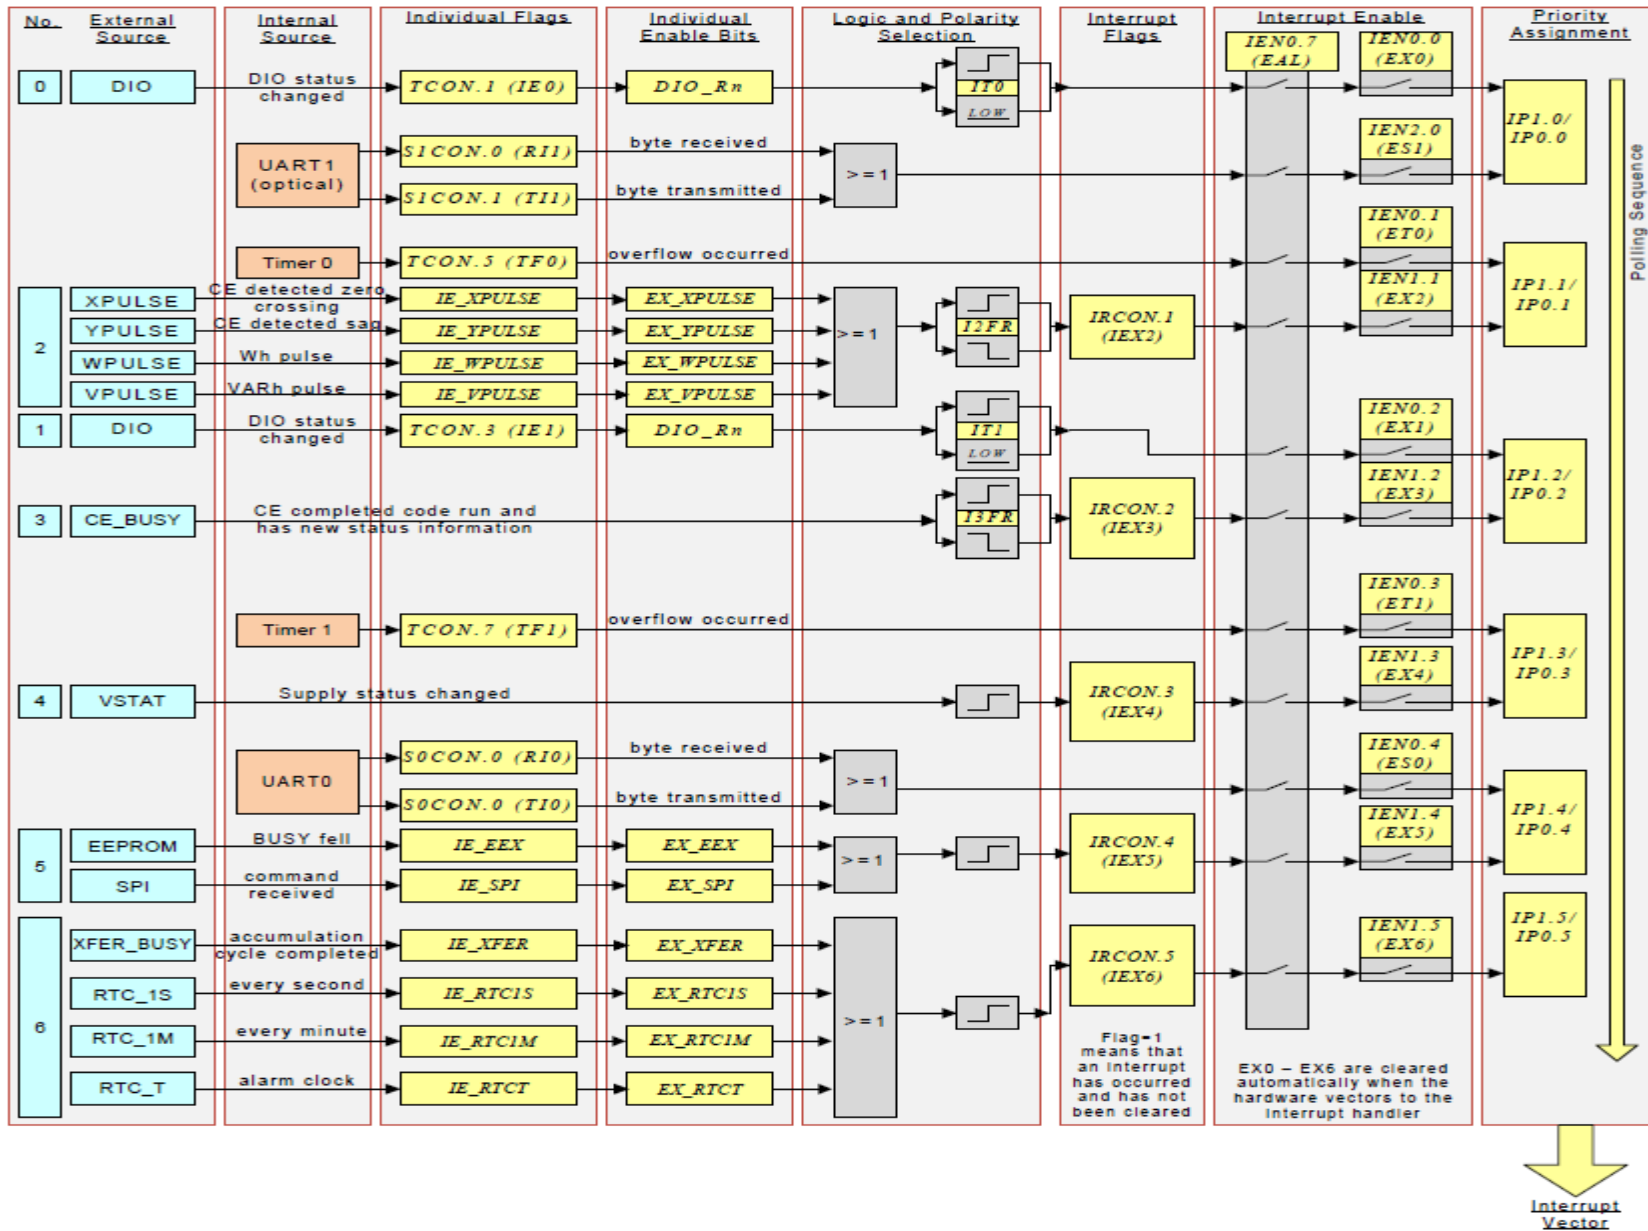 No.
External
Source
Internal
Source
Individual Flags
Individual
Enable Bits
Logic and Polarity
Selection
Interrupt
Flags
Interrupt Enable
Priority
Assignment
IEN0.7
(EAL)
IEN0.0
(EX0)
0
DIO
DIO status
changed
TCON.1 (IE0)
DIO_Rn
IT0
LOW
IP1.0/
IP0.0
Polling Sequence
IEN2.0
(ES1)
UART1
(optical)
S1CON.0 (RI1)
byte received
>=1
S1CON.1 (TI1)
byte transmitted
IEN0.1
(ET0)
Timer 0
TCON.5 (TF0)
overflow occurred
IP1.1/
IP0.1
IEN1.1
(EX2)
2
XPULSE
CE detected zero
crossing
IE_XPULSE
EX_XPULSE
YPULSE
CE detected sag
IE_YPULSE
EX_YPULSE
>=1
I2FR
IRCON.1
(IEX2)
WPULSE
Wh pulse
IE_WPULSE
EX_WPULSE
VPULSE
VARh pulse
IE_VPULSE
EX_VPULSE
1
DIO
DIO status
changed
TCON.3 (IE1)
DIO_Rn
IT1
LOW
IEN0.2
(EX1)
IP1.2/
IP0.2
IEN1.2
(EX3)
3
CE_BUSY
CE completed code run and
has new status information
I3FR
IRCON.2
(IEX3)
IEN0.3
(ET1)
Timer 1
TCON.7 (TF1)
overflow occurred
IP1.3/
IP0.3
IEN1.3
(EX4)
4
VSTAT
Supply status changed
IRCON.3
(IEX4)
IEN0.4
(ES0)
UART0
S0CON.0 (RI0)
byte received
>=1
S0CON.0 (TI0)
byte transmitted
IP1.4/
IP0.4
IEN1.4
(EX5)
5
EEPROM
BUSY fell
IE_EEX
EX_EEX
>=1
IRCON.4
(IEX5)
SPI
command
received
IE_SPI
EX_SPI
IP1.5/
IP0.5
IEN1.5
(EX6)
6
XFER_BUSY
accumulation
cycle completed
IE_XFER
EX_XFER
IRCON.5
(IEX6)
RTC_1S
every second
IE_RTC1S
EX_RTC1S
>=1
RTC_1M
every minute
IE_RTC1M
EX_RTC1M
RTC_T
alarm clock
IE_RTCT
EX_RTCT
Flag=1
means that
an interrupt
has occurred
and has not
been cleared
EX0 – EX6 are cleared
automatically when the
hardware vectors to the
interrupt handler
Interrupt
Vector